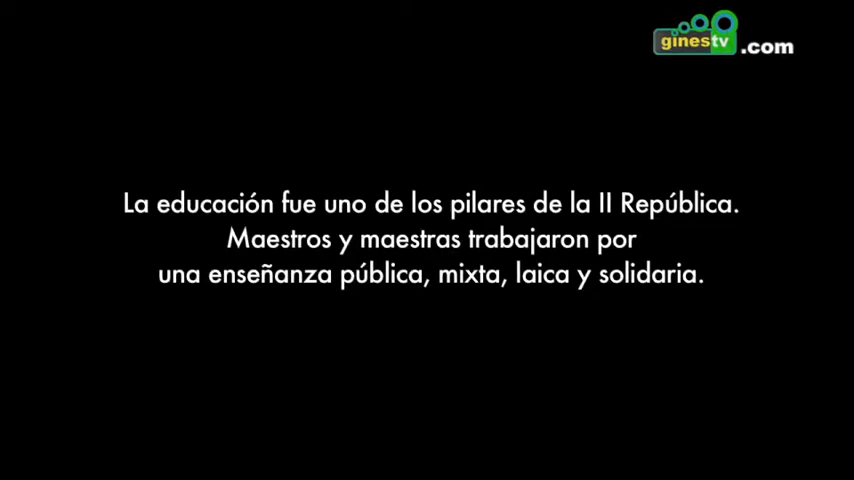 ginestv.com
La educación fue uno de los pilares de la II República.
Maestros y maestras trabajaron por
una enseñanza pública, mixta, laica y solidaria.